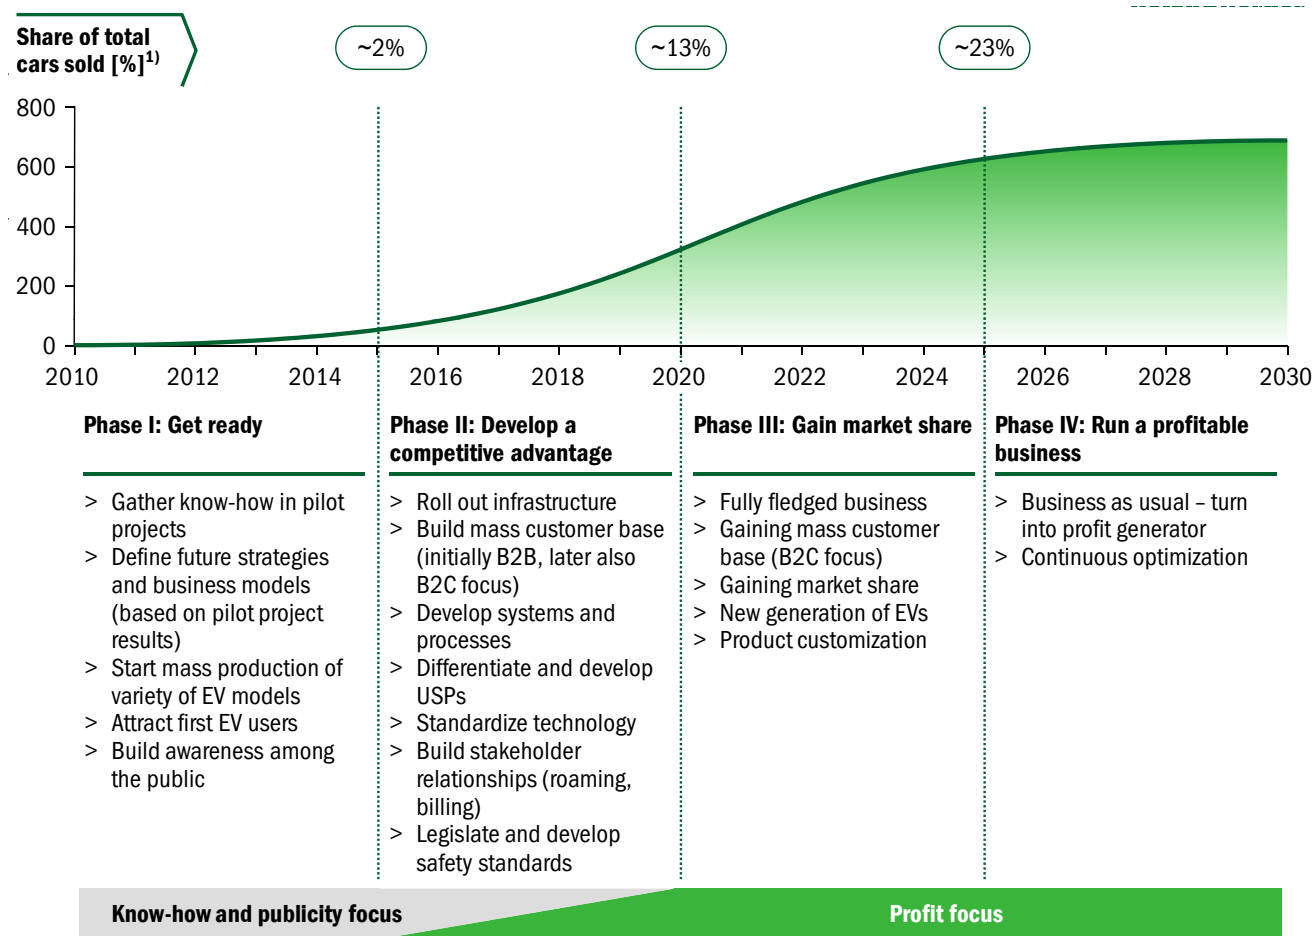 Share of total
cars sold [%]1)
~2%
~13%
~23%
800
600
400
200
0
2010
2012
2014
2016
2018
2020
2022
2024
2026
2028
2030
Phase I: Get ready
> Gather know-how in pilot
projects
> Define future strategies
and business models
(based on pilot project
results)
> Start mass production of
variety of EV models
> Attract first EV users
> Build awareness among
the public
Phase II: Develop a
competitive advantage
> Roll out infrastructure
> Build mass customer base
(initially B2B, later also
B2C focus)
> Develop systems and
processes
> Differentiate and develop
USPs
> Standardize technology
> Build stakeholder
relationships (roaming,
billing)
> Legislate and develop
safety standards
Phase III: Gain market share
> Fully fledged business
> Gaining mass customer
base (B2C focus)
> Gaining market share
> New generation of EVs
> Product customization
Phase IV: Run a profitable
business
> Business as usual – turn
into profit generator
> Continuous optimization
Know-how and publicity focus
Profit focus